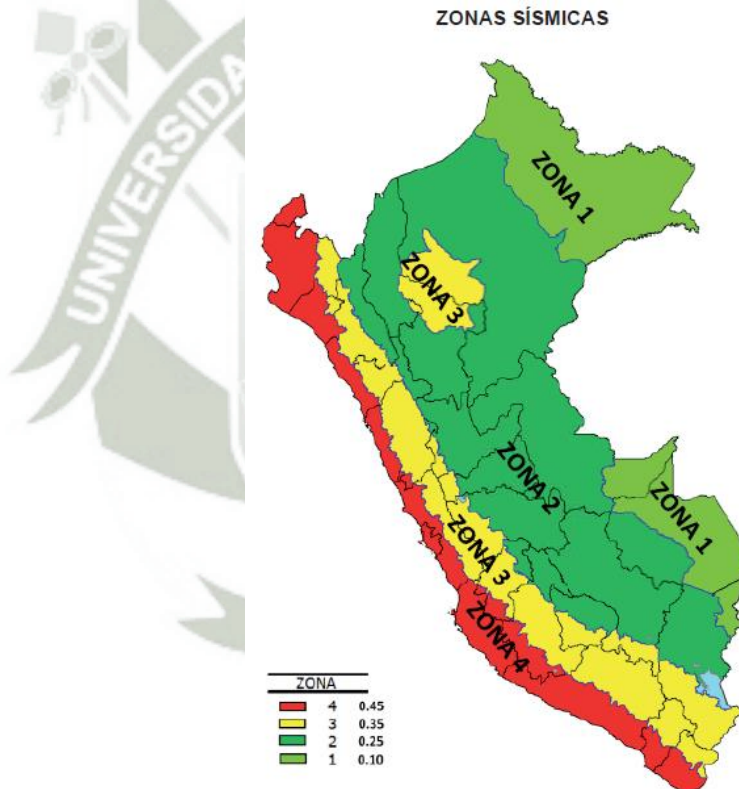 ZONAS SÍSMICAS
UNIVERSIDA
ZONA 1
ZONA 3
ZONA 2
ZONA 1
ZONA 3
ZONA 4
ZONA
4 0.45
3 0.35
2 0.25
1 0.10